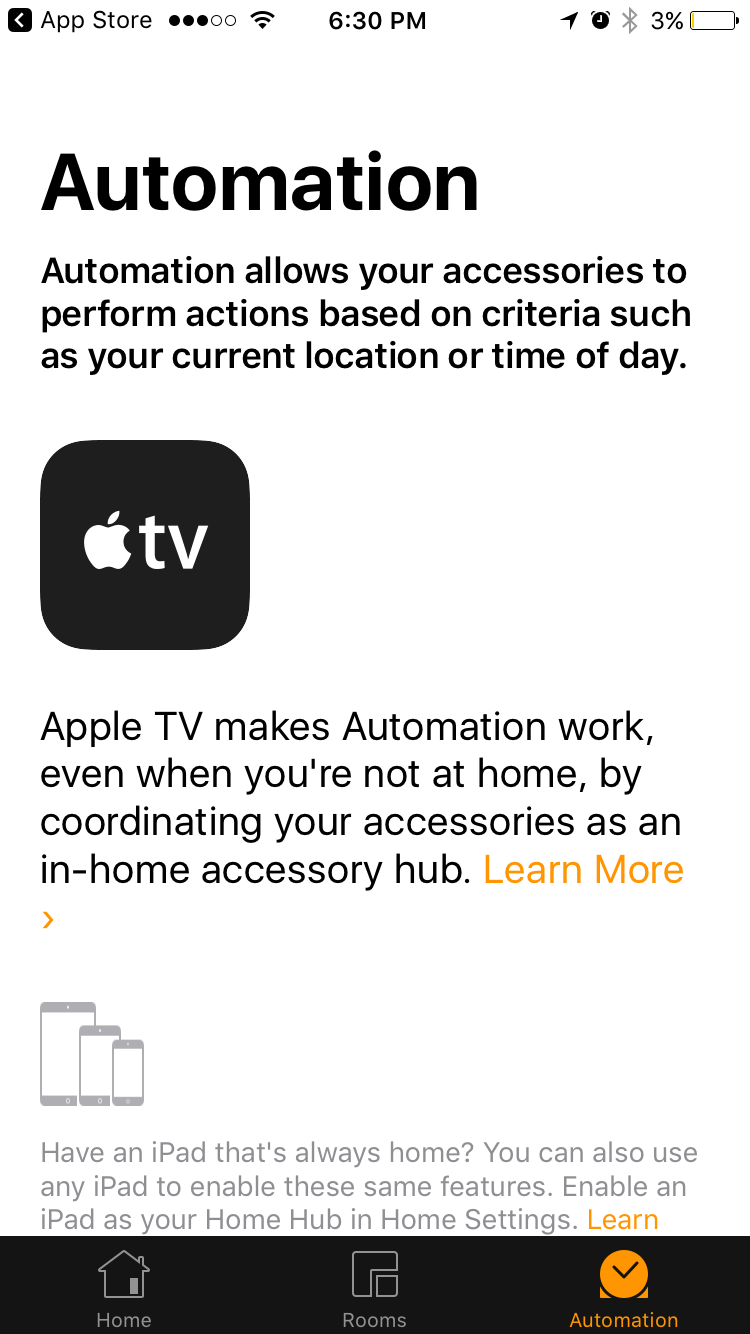 App Store 6:30 PM 3%
Automation
Automation allows your accessories to
perform actions based on criteria such
as your current location or time of day.
tv
Apple TV makes Automation work,
even when you're not at home, by
coordinating your accessories as an
in-home accessory hub. Learn More
›
Have an iPad that's always home? You can also use
any iPad to enable these same features. Enable an
iPad as your Home Hub in Home Settings. Learn
Home Rooms Automation